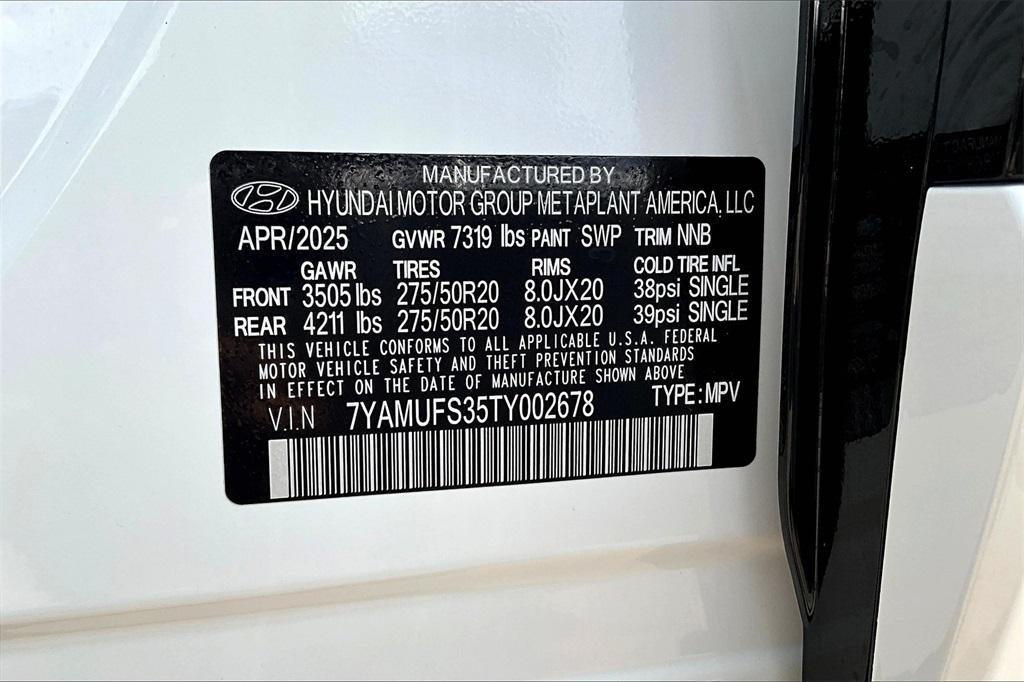 MANUFACTURED BY
HYUNDAI MOTOR GROUP METAPLANT AMERICA, LLC
APR/2025 GVWR 7319 lbs PAINT SWP TRIM NNB
GAWR TIRES RIMS COLD TIRE INFL
FRONT 3505 lbs 275/50R20 8.0JX20 38psi SINGLE
REAR 4211 lbs 275/50R20 8.0JX20 39psi SINGLE
THIS VEHICLE CONFORMS TO ALL APPLICABLE U.S.A. FEDERAL
MOTOR VEHICLE SAFETY AND THEFT PREVENTION STANDARDS
IN EFFECT ON THE DATE OF MANUFACTURE SHOWN ABOVE
V.I.N 7YAMUFS35TY002678 TYPE:MPV